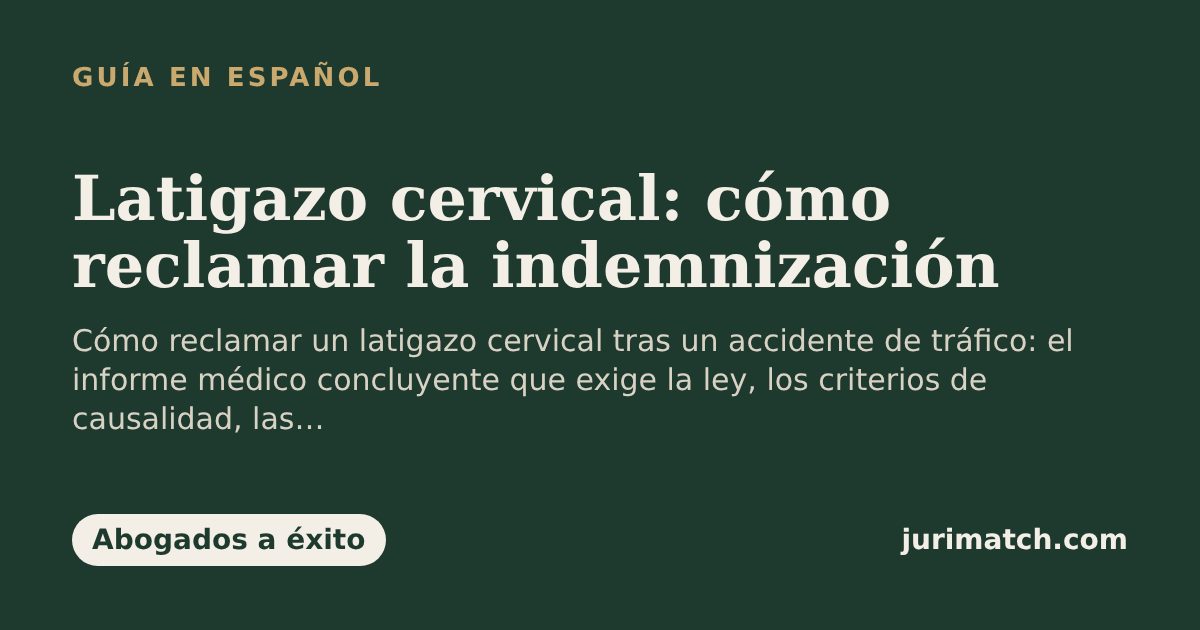 GUÍA EN ESPAÑOL
Latigazo cervical: cómo
reclamar la indemnización
Cómo reclamar un latigazo cervical tras un accidente de tráfico: el
informe médico concluyente que exige la ley, los criterios de
causalidad, las…
Abogados a éxito
jurimatch.com